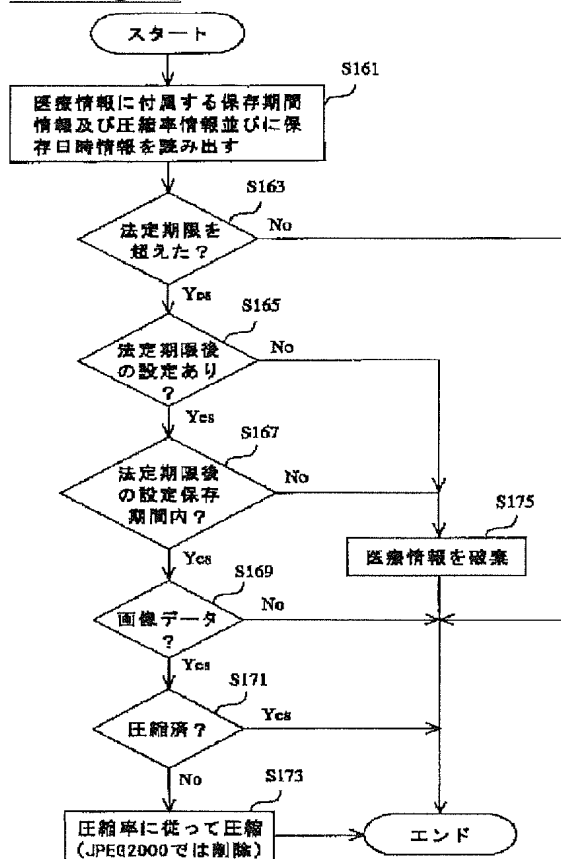 スタート
S161
医療情報に付属する保存期間
情報及び圧縮率情報並びに保
存日時情報を読み出す
S163
法定期限を
超えた?
No
Yes
S165
法定期限後
の設定あり
?
No
Yes
S167
法定期限後
の設定保存
期間内?
No
Yes
S175
医療情報を破棄
S169
画像データ
?
No
Yes
S171
圧縮済?
Yes
No
S173
圧縮率に従って圧縮
(JPEG2000では削除)
エンド